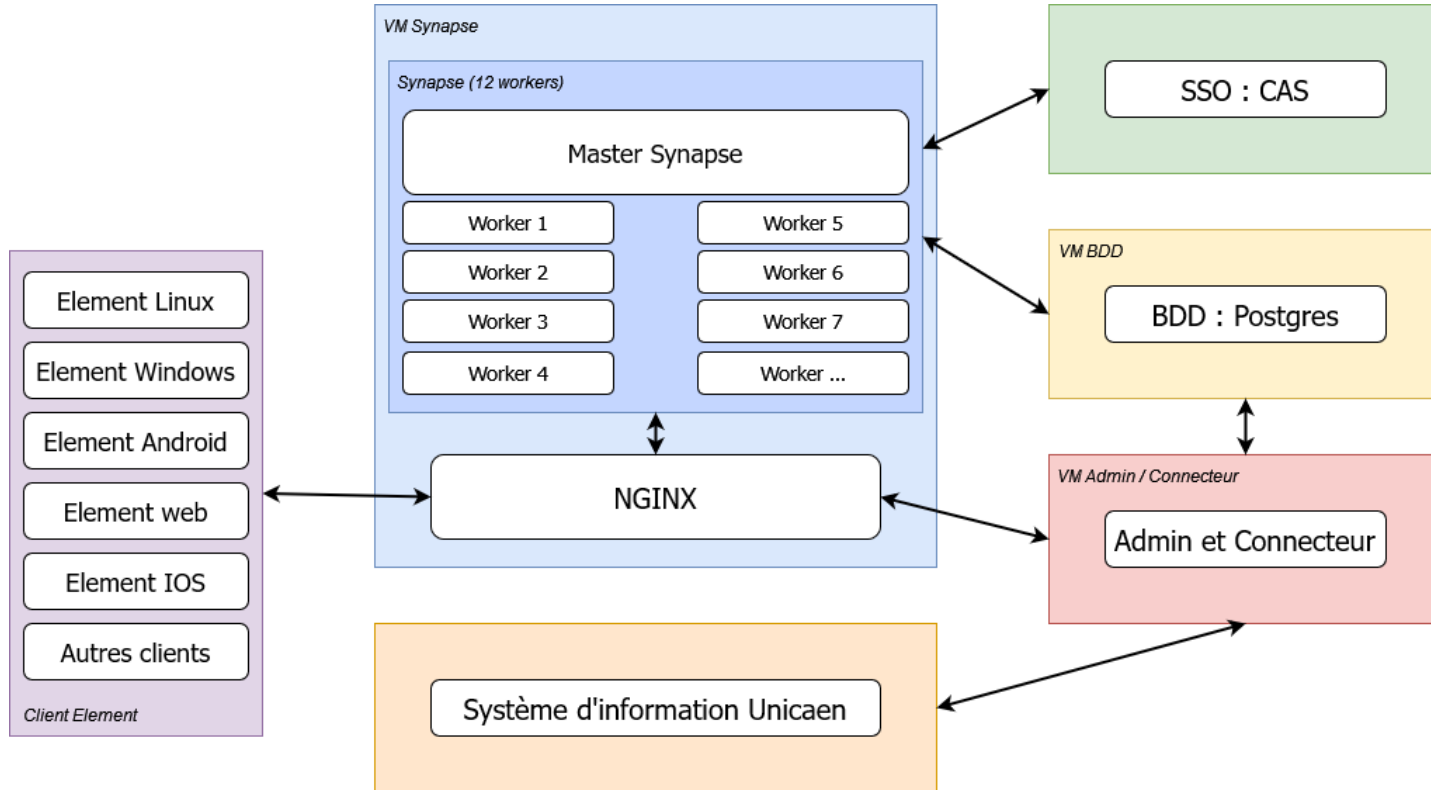 VM Synapse
Synapse (12 workers)
Master Synapse
Worker 1
Worker 5
Worker 2
Worker 6
Worker 3
Worker 7
Worker 4
Worker ...
NGINX
SSO : CAS
VM BDD
BDD : Postgres
VM Admin / Connecteur
Admin et Connecteur
Element Linux
Element Windows
Element Android
Element web
Element IOS
Autres clients
Client Element
Système d'information Unicaen